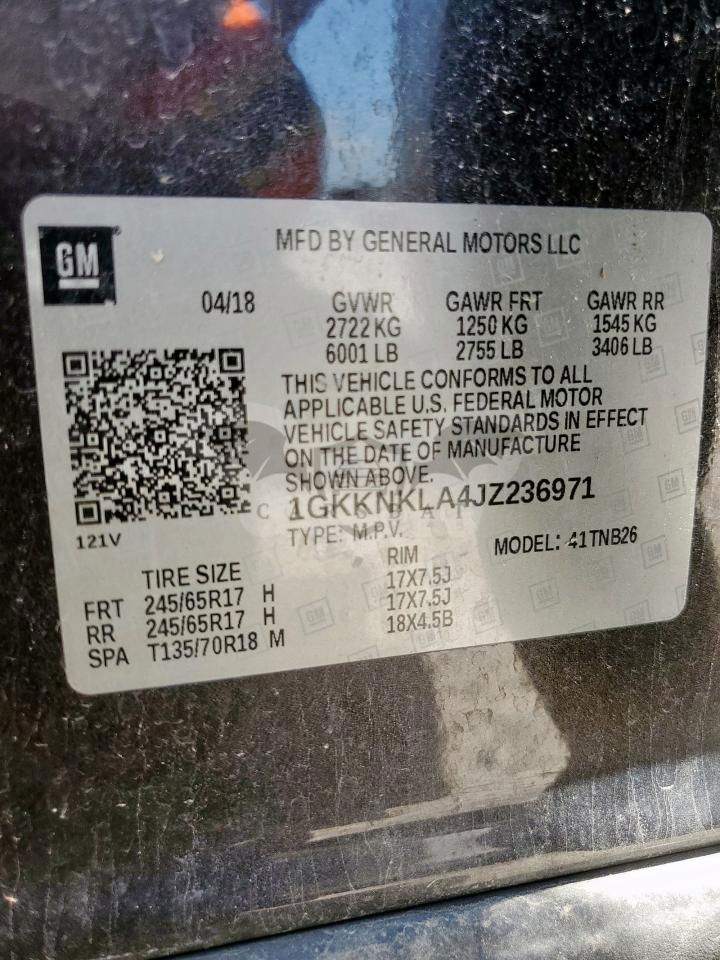 GM
MFD BY GENERAL MOTORS LLC
04/18 GVWR GAWR FRT GAWR RR
2722 KG 1250 KG 1545 KG
6001 LB 2755 LB 3406 LB
THIS VEHICLE CONFORMS TO ALL
APPLICABLE U.S. FEDERAL MOTOR
VEHICLE SAFETY STANDARDS IN EFFECT
ON THE DATE OF MANUFACTURE
SHOWN ABOVE.
1GKKNKLA4JZ236971
121V
TYPE: M.P.V. MODEL: 41TNB26
TIRE SIZE RIM
FRT 245/65R17 H 17X7.5J
RR 245/65R17 H 17X7.5J
SPA T135/70R18 M 18X4.5B